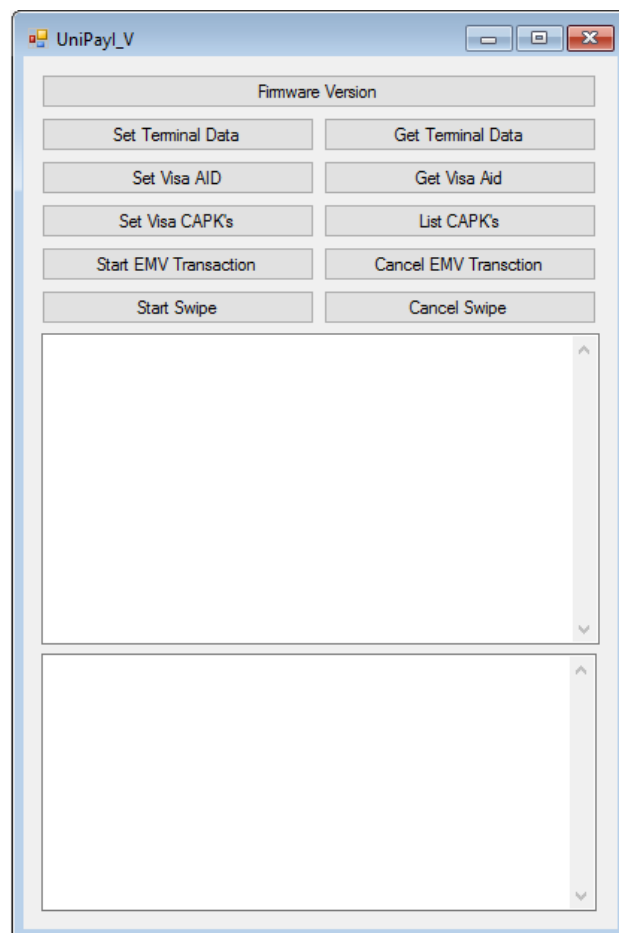 UniPayI_V
Firmware Version
Set Terminal Data Get Terminal Data
Set Visa AID Get Visa Aid
Set Visa CAPK's List CAPK's
Start EMV Transaction Cancel EMV Transction
Start Swipe Cancel Swipe